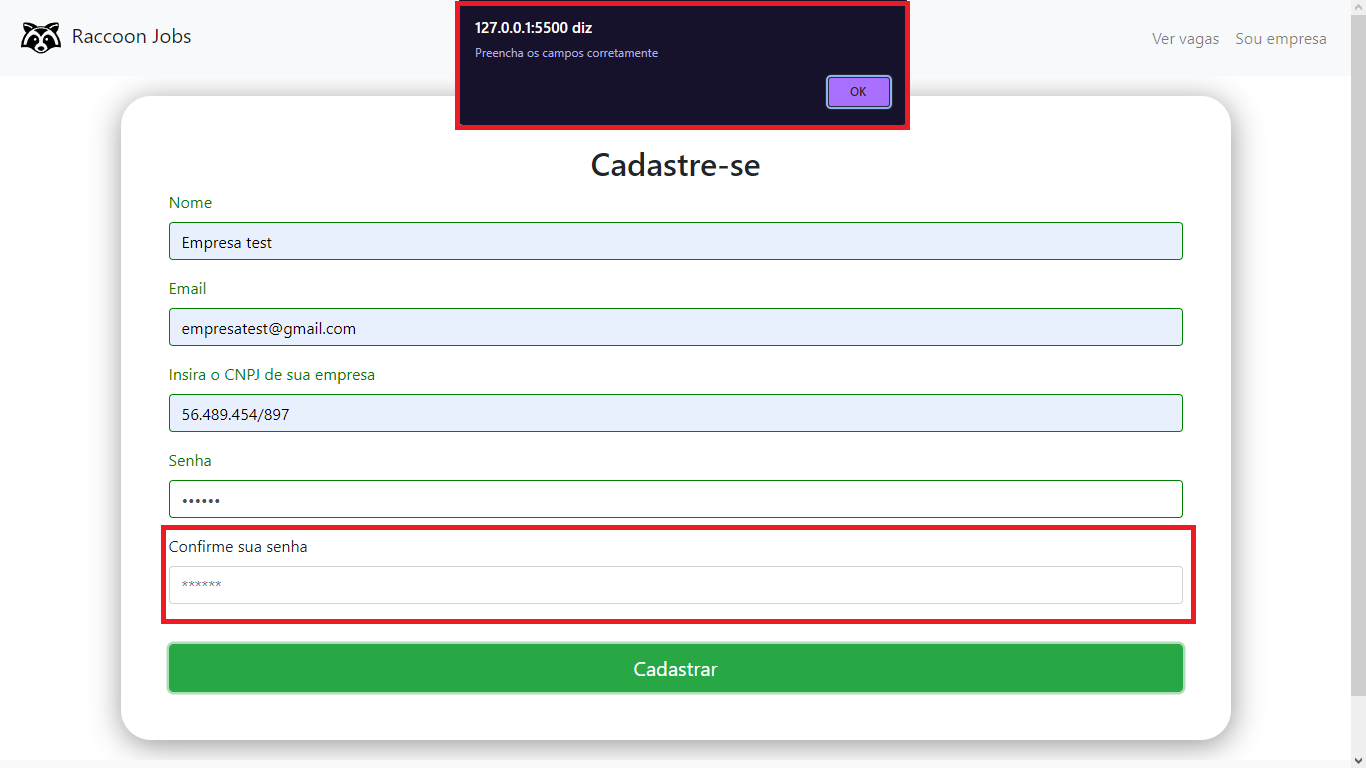 Raccoon Jobs
127.0.0.1:5500 diz
Preencha os campos corretamente
OK
Ver vagas
Sou empresa
Cadastre-se
Nome
Empresa test
Email
empresatest@gmail.com
Insira o CNPJ de sua empresa
56.489.454/897
Senha
••••••
Confirme sua senha
******
Cadastrar